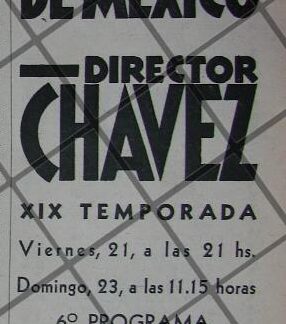 DE MEXICO
DIRECTOR
CHAVEZ
XIX TEMPORADA
Viernes, 21, a las 21 hs.
Domingo, 23, a las 11.15 horas
6º PROGRAMA